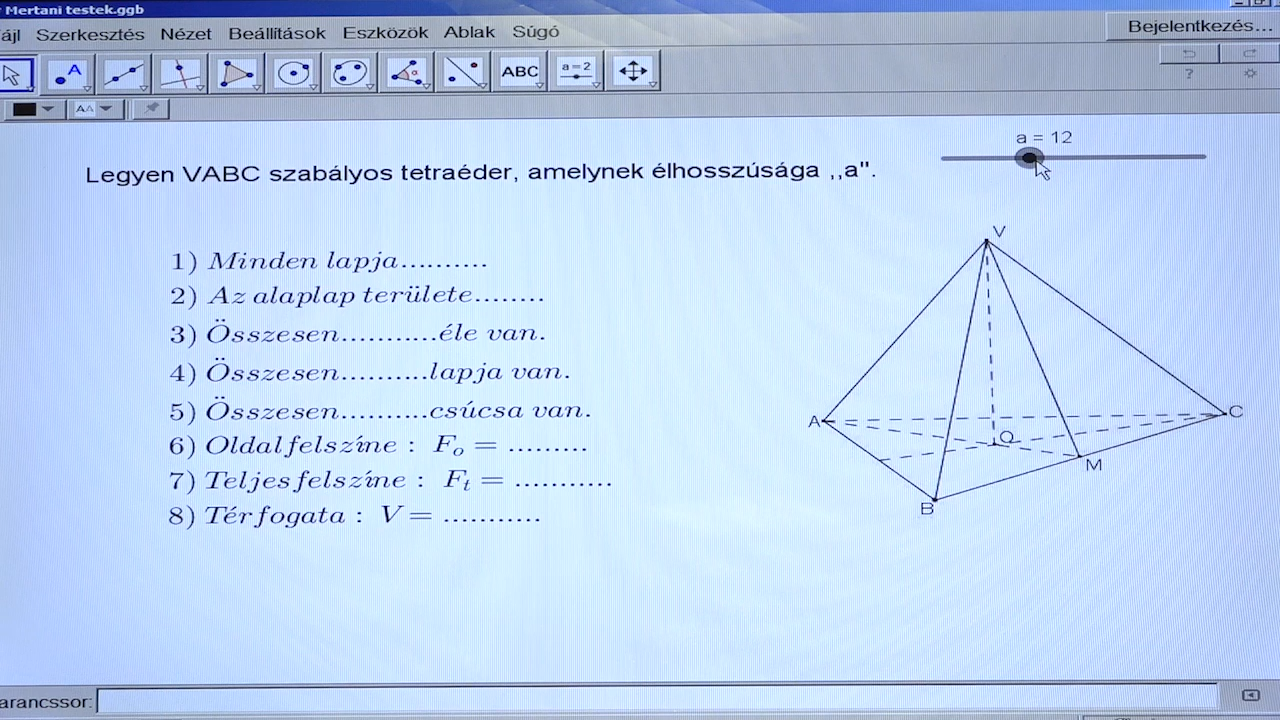 Mertani testek.ggb
ájl Szerkesztés Nézet Beállítások Eszközök Ablak Súgó
Bejelentkezés...
A
α
ABC
a = 2
AA
?
a = 12
Legyen VABC szabályos tetraéder, amelynek élhosszúsága ,,a".
1) Minden lapja..........
2) Az alaplap területe........
3) Összesen...........éle van.
4) Összesen..........lapja van.
5) Összesen..........csúcsa van.
6) Oldalfelszíne : Fo = .........
7) Teljesfelszíne : Ft = ...........
8) Térfogata : V = ...........
V
A
C
O
M
B
arancssor: